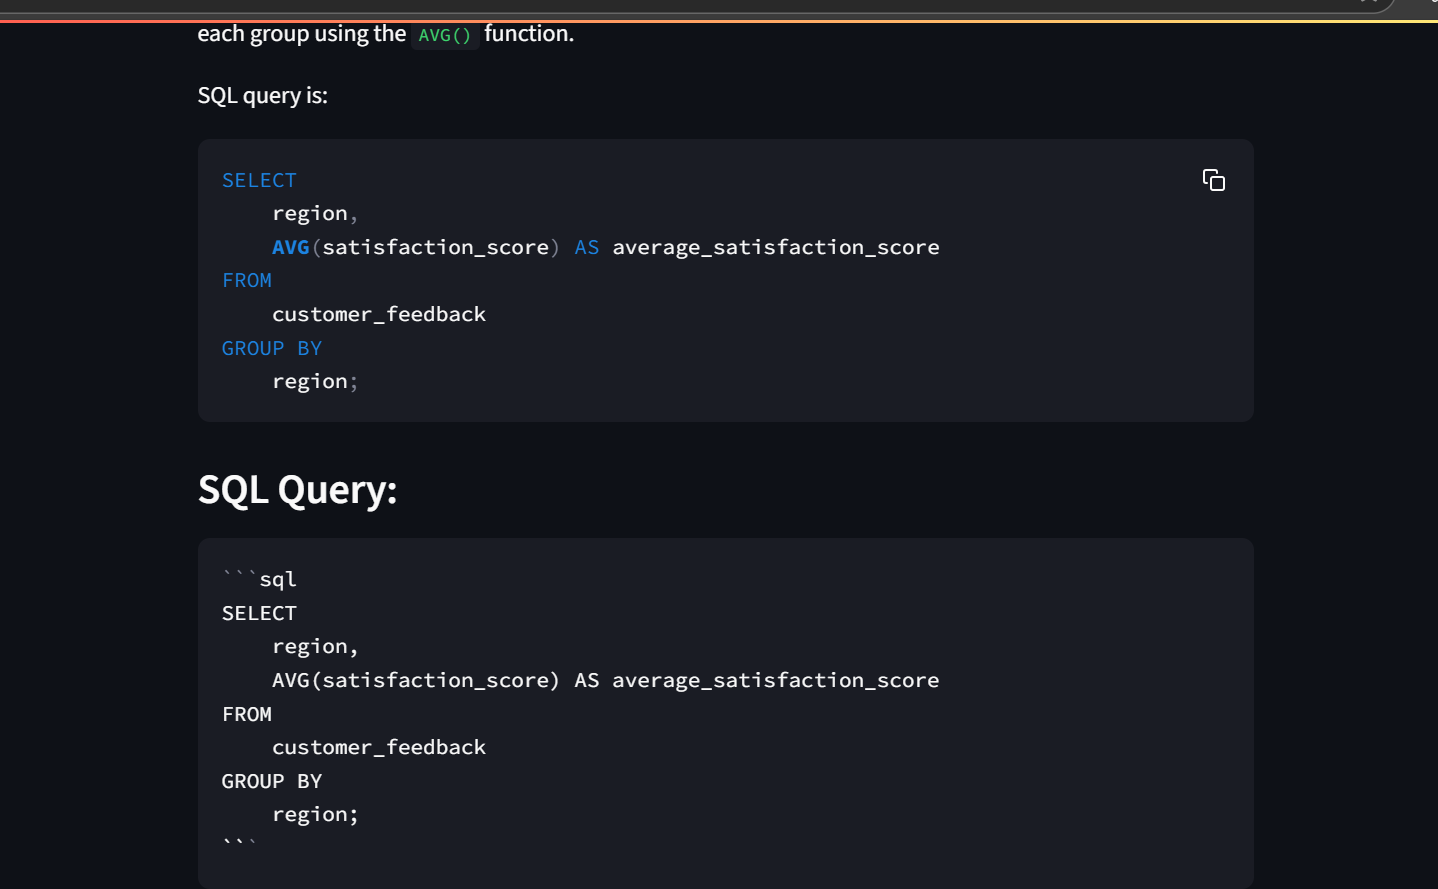 each group using the AVG() function.
SQL query is:
SELECT
    region,
    AVG(satisfaction_score) AS average_satisfaction_score
FROM
    customer_feedback
GROUP BY
    region;
SQL Query:
```sql
SELECT
    region,
    AVG(satisfaction_score) AS average_satisfaction_score
FROM
    customer_feedback
GROUP BY
    region;
```